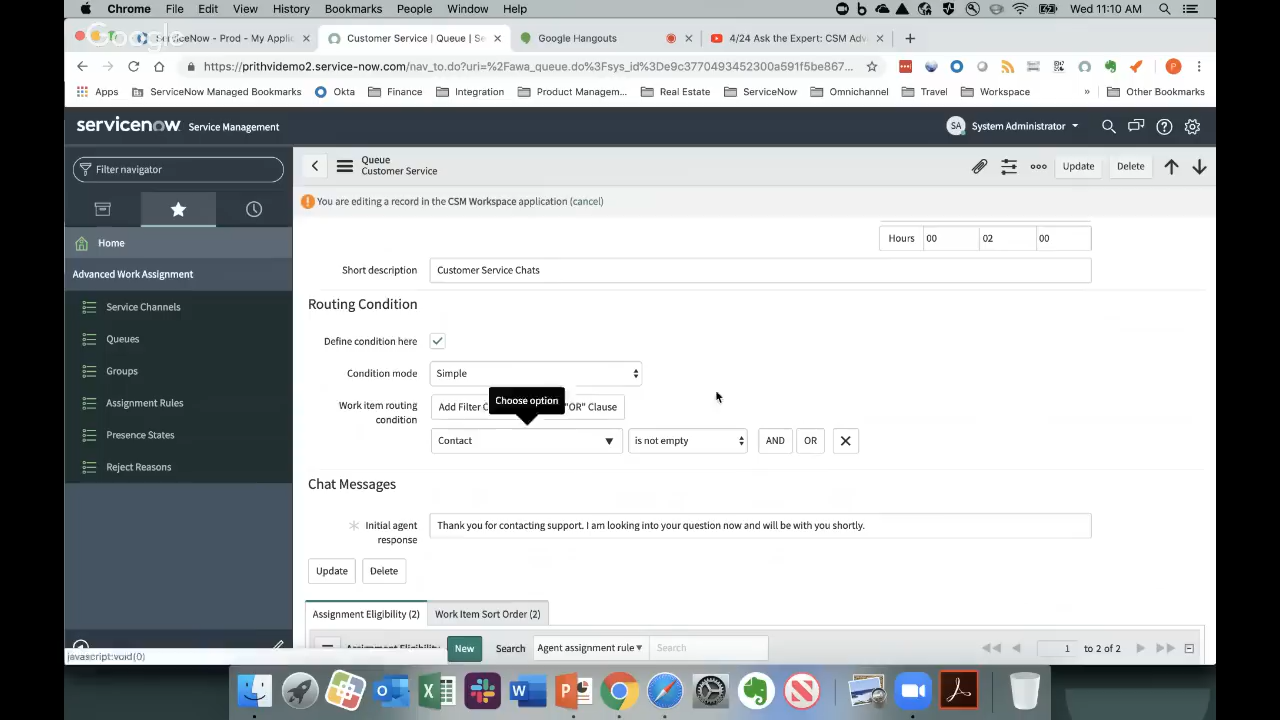 Chrome File Edit View History Bookmarks People Window Help Wed 11:10 AM
Google
ServiceNow - Prod - My Applic
Customer Service | Queue | Se
Google Hangouts
4/24 Ask the Expert: CSM Adv
https://prithvidemo2.service-now.com/nav_to.do?uri=%2Fawa_queue.do%3Fsys_id%3De9c3770493452300a591f5be867...
P
Apps ServiceNow Managed Bookmarks Okta Finance Integration Product Managem... Real Estate ServiceNow Omnichannel Travel Workspace » Other Bookmarks
servicenow Service Management
SA System Administrator
Filter navigator
Home
Advanced Work Assignment
Service Channels
Queues
Groups
Assignment Rules
Presence States
Reject Reasons
Queue
Customer Service
Update Delete
You are editing a record in the CSM Workspace application (cancel)
Hours 00 02 00
Short description Customer Service Chats
Routing Condition
Define condition here
Condition mode Simple
Choose option
Work item routing condition
Add Filter C "OR" Clause
Contact is not empty AND OR
Chat Messages
Initial agent response
Thank you for contacting support. I am looking into your question now and will be with you shortly.
Update Delete
Assignment Eligibility (2) Work Item Sort Order (2)
Assignment Eligibility New Search Agent assignment rule Search 1 to 2 of 2
javascript:void(0)